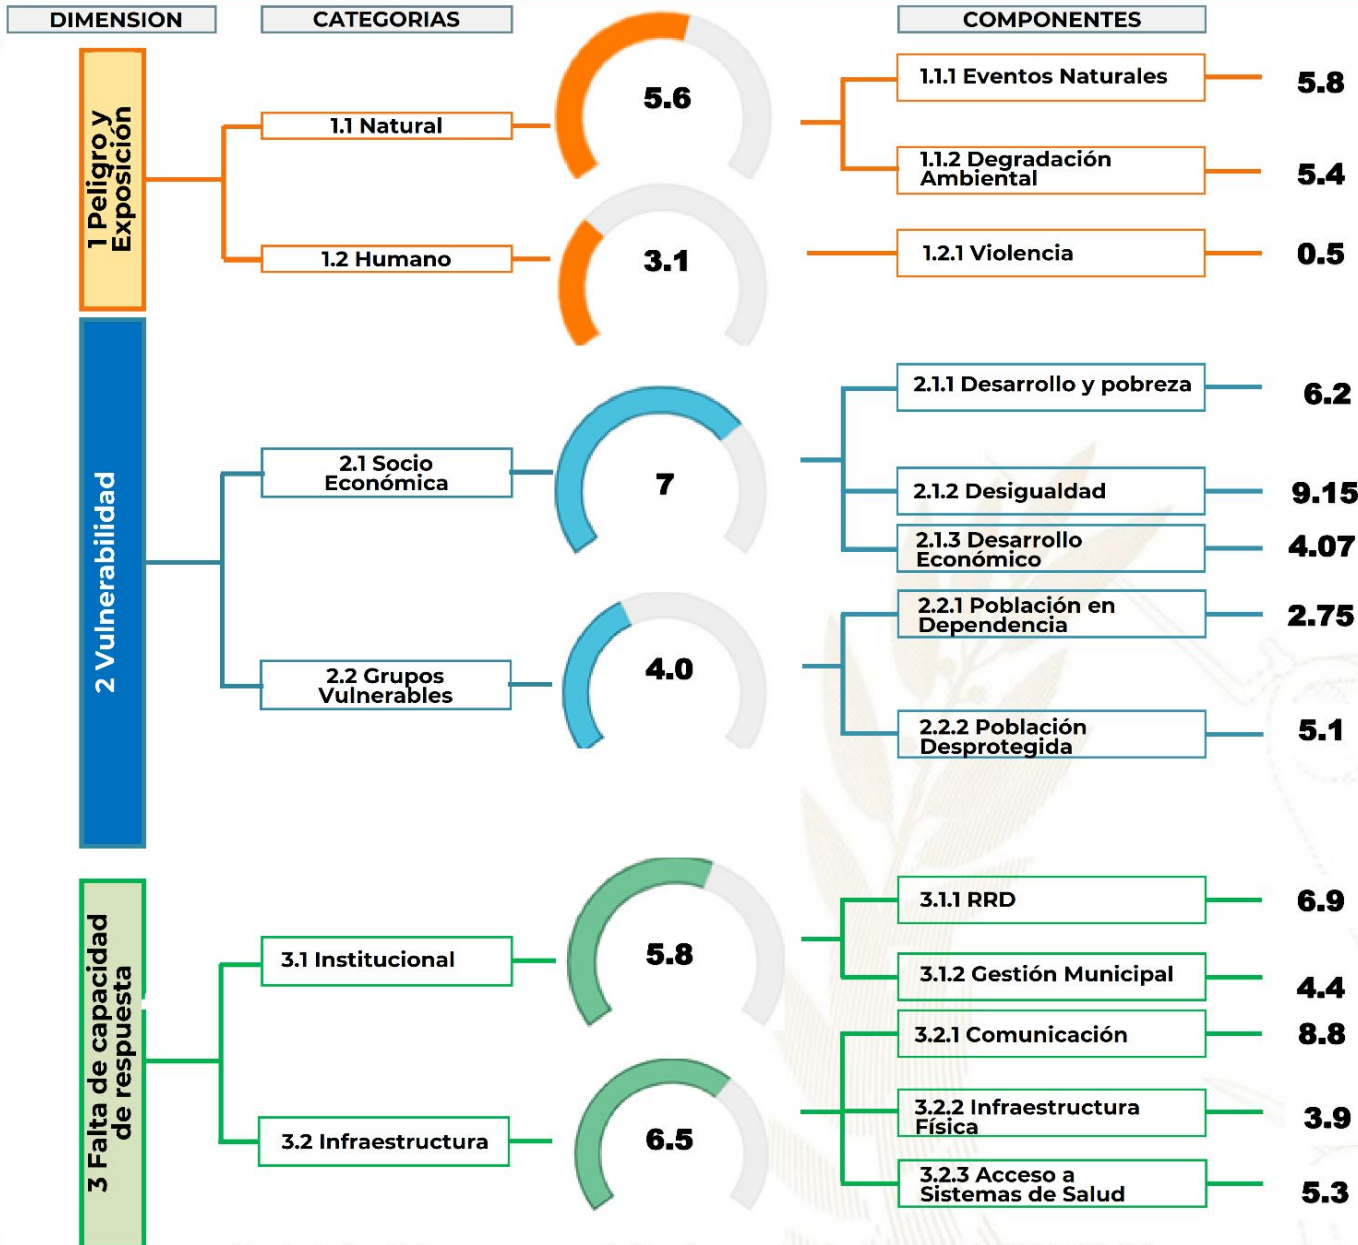 DIMENSION
CATEGORIAS
COMPONENTES
1 Peligro y
Exposición
1.1 Natural
5.6
1.1.1 Eventos Naturales
5.8
1.1.2 Degradación
Ambiental
5.4
1.2 Humano
3.1
1.2.1 Violencia
0.5
2 Vulnerabilidad
2.1 Socio
Económica
7
2.1.1 Desarrollo y pobreza
6.2
2.1.2 Desigualdad
9.15
2.1.3 Desarrollo
Económico
4.07
2.2 Grupos
Vulnerables
4.0
2.2.1 Población en
Dependencia
2.75
2.2.2 Población
Desprotegida
5.1
3 Falta de capacidad
de respuesta
3.1 Institucional
5.8
3.1.1 RRD
6.9
3.1.2 Gestión Municipal
4.4
3.2 Infraestructura
6.5
3.2.1 Comunicación
8.8
3.2.2 Infraestructura
Física
3.9
3.2.3 Acceso a
Sistemas de Salud
5.3